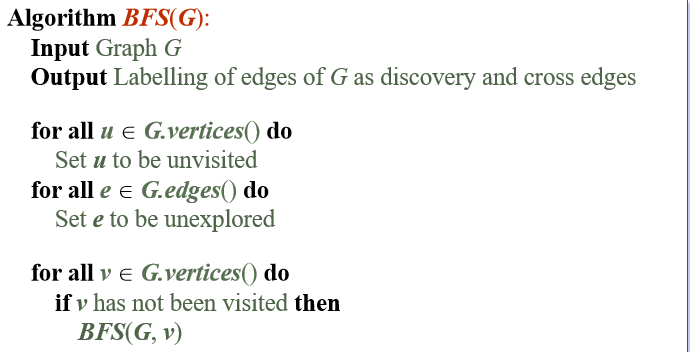 Algorithm BFS(G):
Input Graph G
Output Labelling of edges of G as discovery and cross edges
for all u ∈ G.vertices() do
Set u to be unvisited
for all e ∈ G.edges() do
Set e to be unexplored
for all v ∈ G.vertices() do
if v has not been visited then
BFS(G, v)